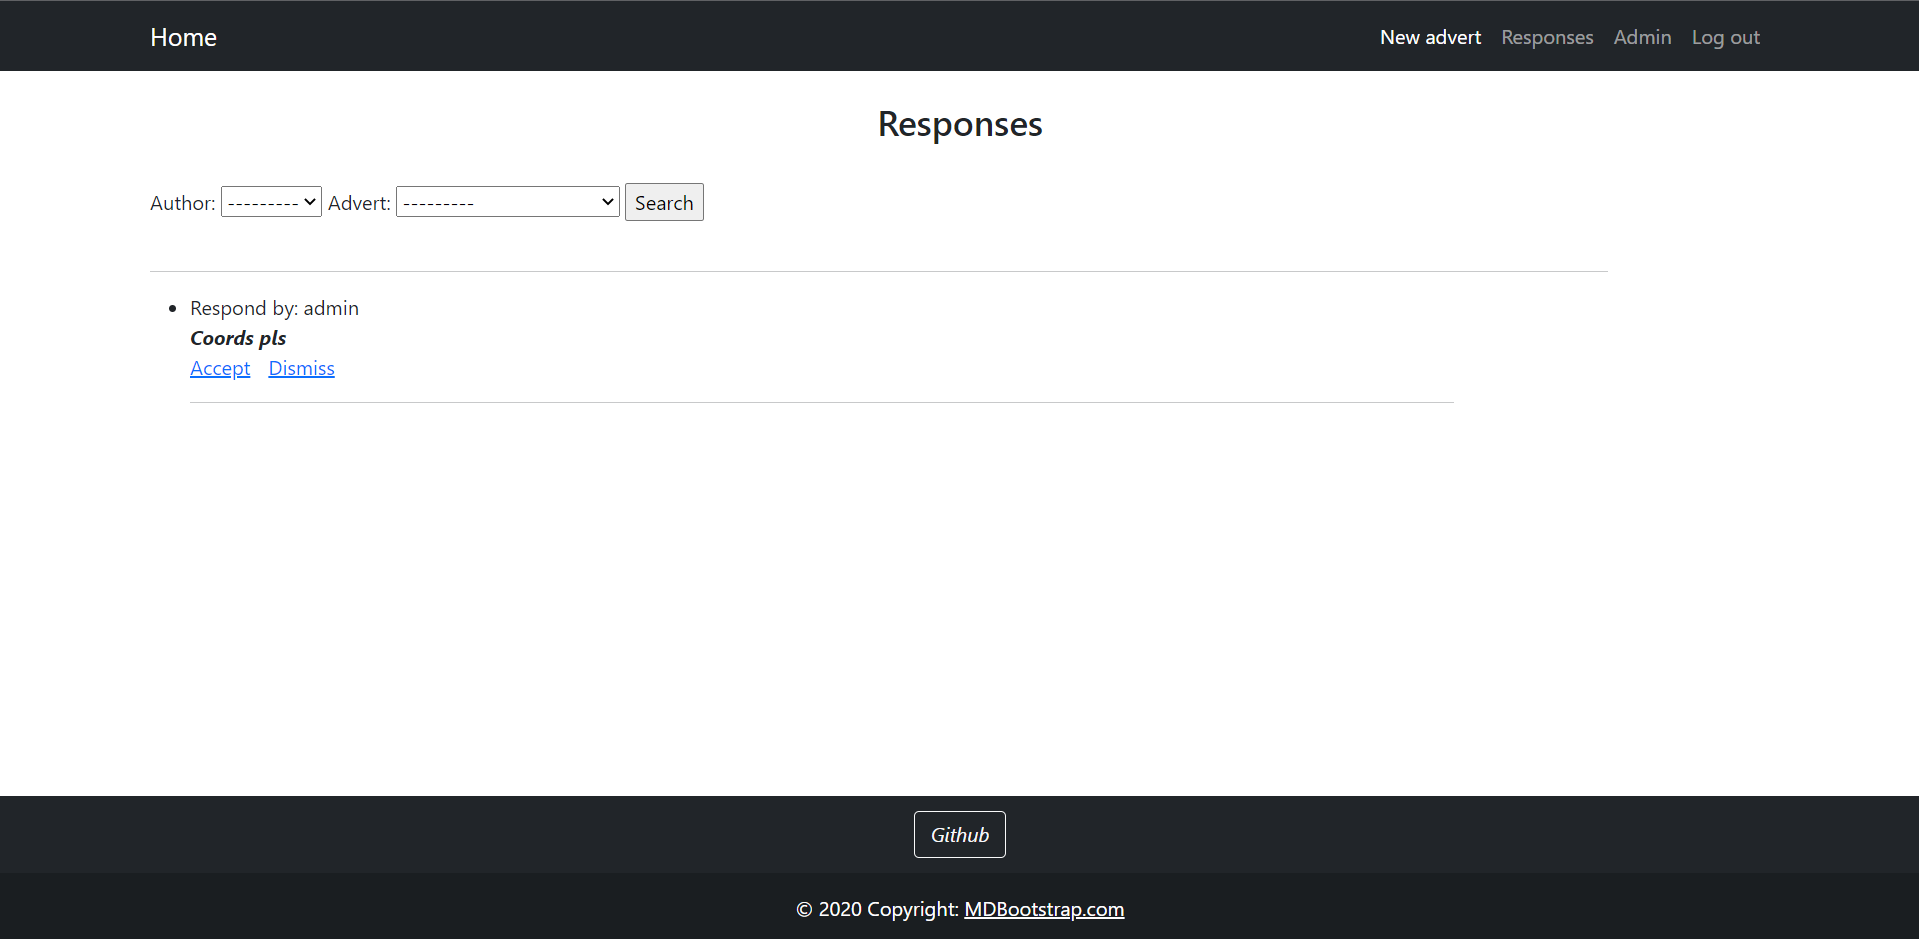 Home New advert Responses Admin Log out
Responses
Author: --------- Advert: --------- Search
Respond by: admin
Coords pls
Accept Dismiss
Github
© 2020 Copyright: MDBootstrap.com